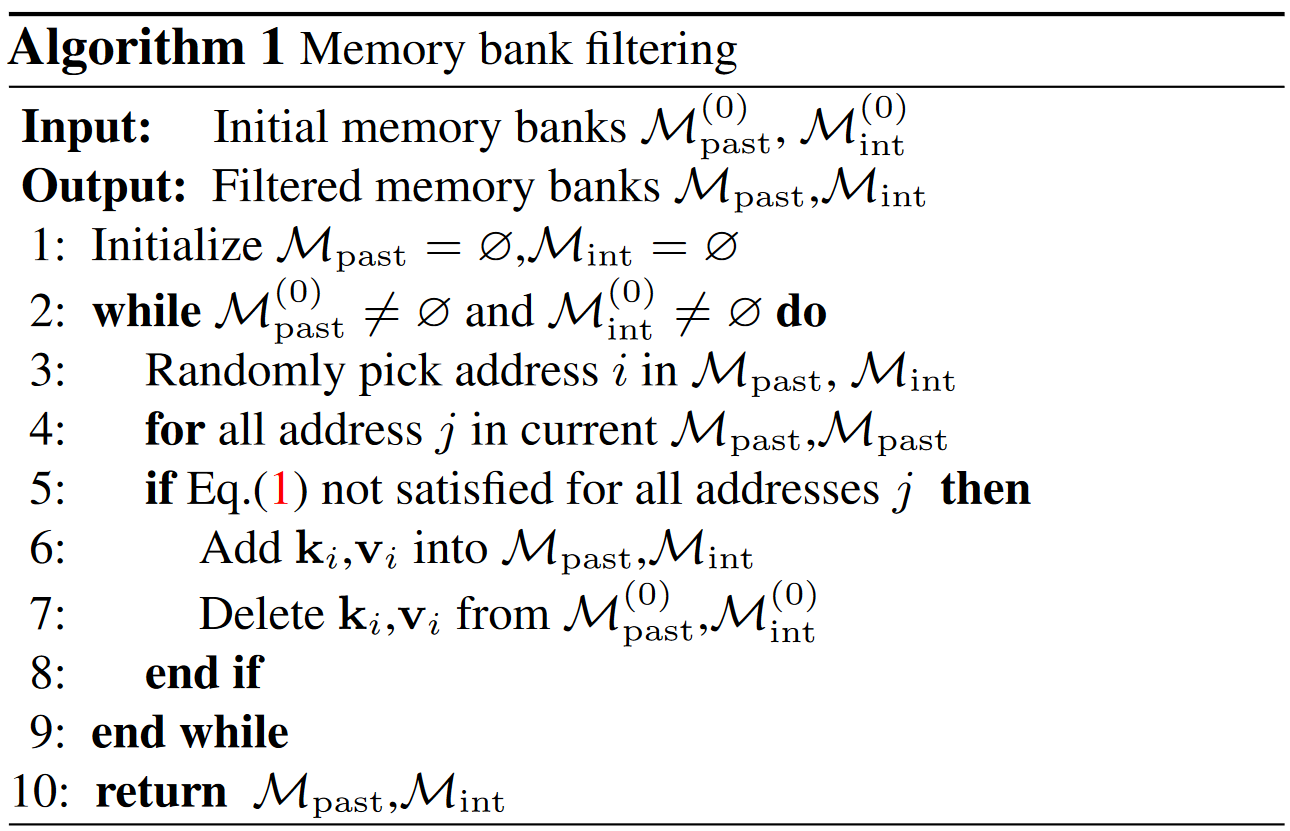 Algorithm 1 Memory bank filtering
Input: Initial memory banks $\mathcal{M}_{\text{past}}^{(0)}$, $\mathcal{M}_{\text{int}}^{(0)}$
Output: Filtered memory banks $\mathcal{M}_{\text{past}}$,$\mathcal{M}_{\text{int}}$
1: Initialize $\mathcal{M}_{\text{past}} = \varnothing$,$\mathcal{M}_{\text{int}} = \varnothing$
2: while $\mathcal{M}_{\text{past}}^{(0)} \neq \varnothing$ and $\mathcal{M}_{\text{int}}^{(0)} \neq \varnothing$ do
3: Randomly pick address $i$ in $\mathcal{M}_{\text{past}}$, $\mathcal{M}_{\text{int}}$
4: for all address $j$ in current $\mathcal{M}_{\text{past}}$,$\mathcal{M}_{\text{past}}$
5: if Eq.(1) not satisfied for all addresses $j$ then
6: Add $\mathbf{k}_i$,$\mathbf{v}_i$ into $\mathcal{M}_{\text{past}}$,$\mathcal{M}_{\text{int}}$
7: Delete $\mathbf{k}_i$,$\mathbf{v}_i$ from $\mathcal{M}_{\text{past}}^{(0)}$,$\mathcal{M}_{\text{int}}^{(0)}$
8: end if
9: end while
10: return $\mathcal{M}_{\text{past}}$,$\mathcal{M}_{\text{int}}$